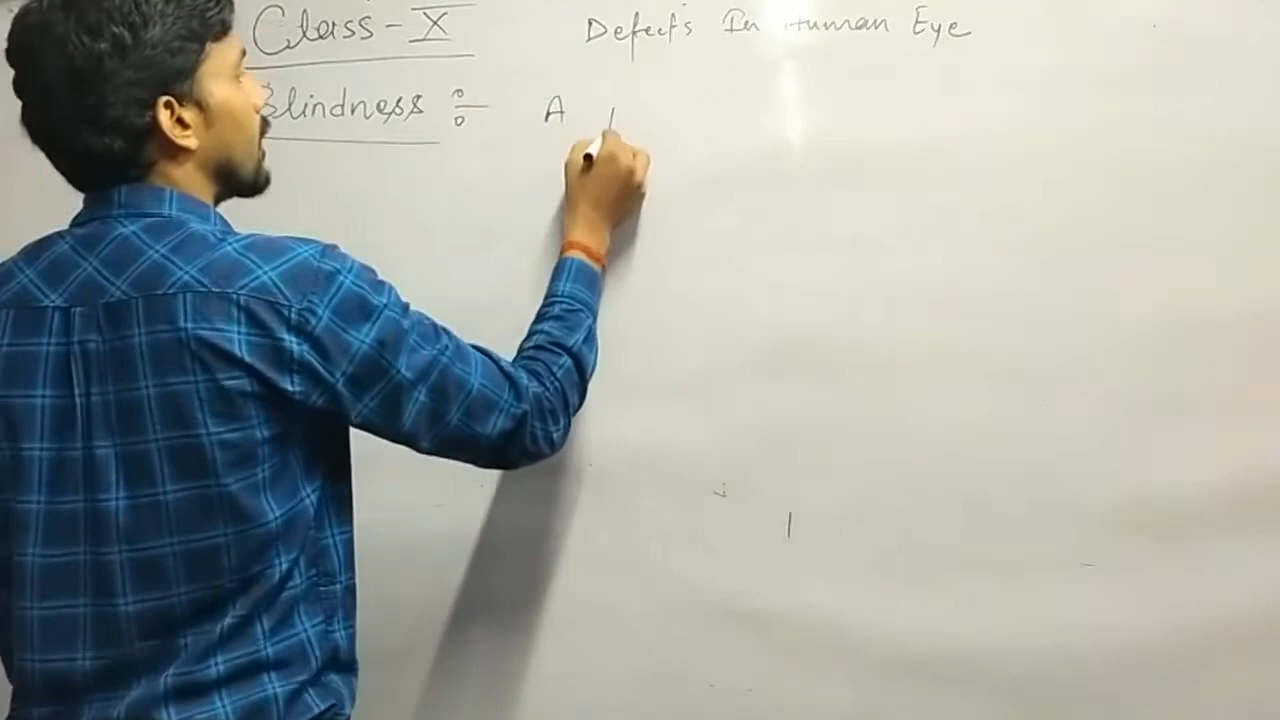 Class - X Defects In Human Eye
Blindness :- A